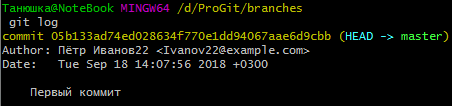 Танюшка@NoteBook MINGW64 /d/ProGit/branches
git log
commit 05b133ad74ed028634f770e1dd94067aae6d9cbb (HEAD -> master)
Author: Пётр Иванов22 <Ivanov22@example.com>
Date:   Tue Sep 18 14:07:56 2018 +0300
Первый коммит